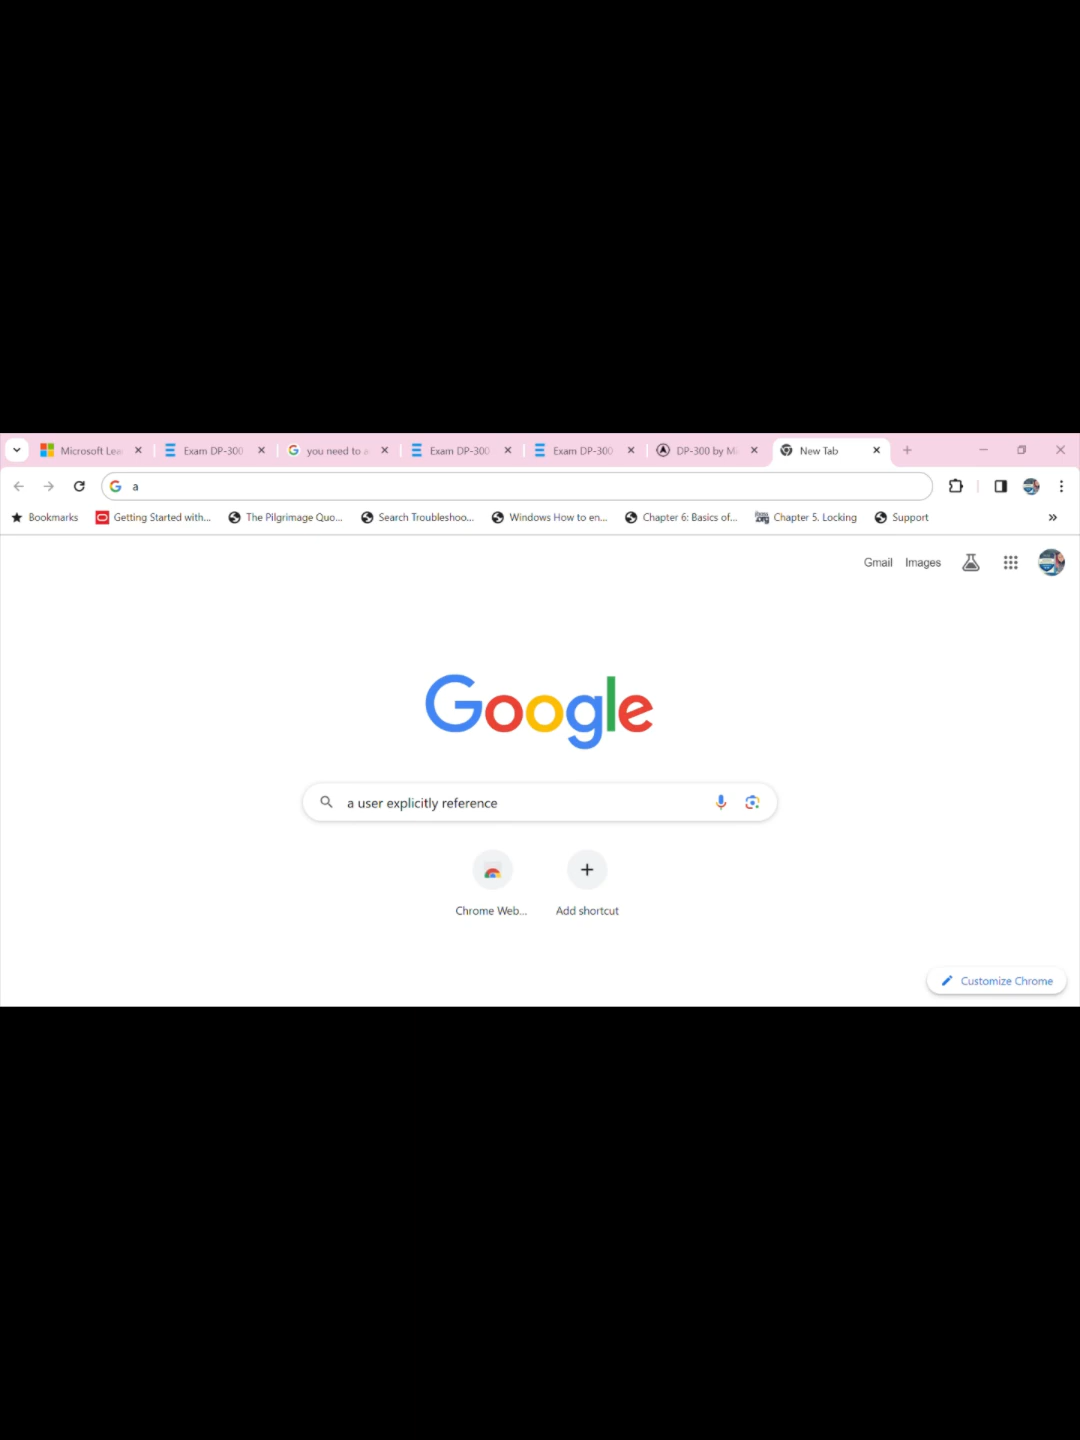 Microsoft Lea
Exam DP-300
you need to a
Exam DP-300
Exam DP-300
DP-300 by Mi
New Tab
a
Bookmarks
Getting Started with...
The Pilgrimage Quo...
Search Troubleshoo...
Windows How to en...
Chapter 6: Basics of...
Chapter 5. Locking
Support
Gmail
Images
Google
a user explicitly reference
Chrome Web...
Add shortcut
Customize Chrome